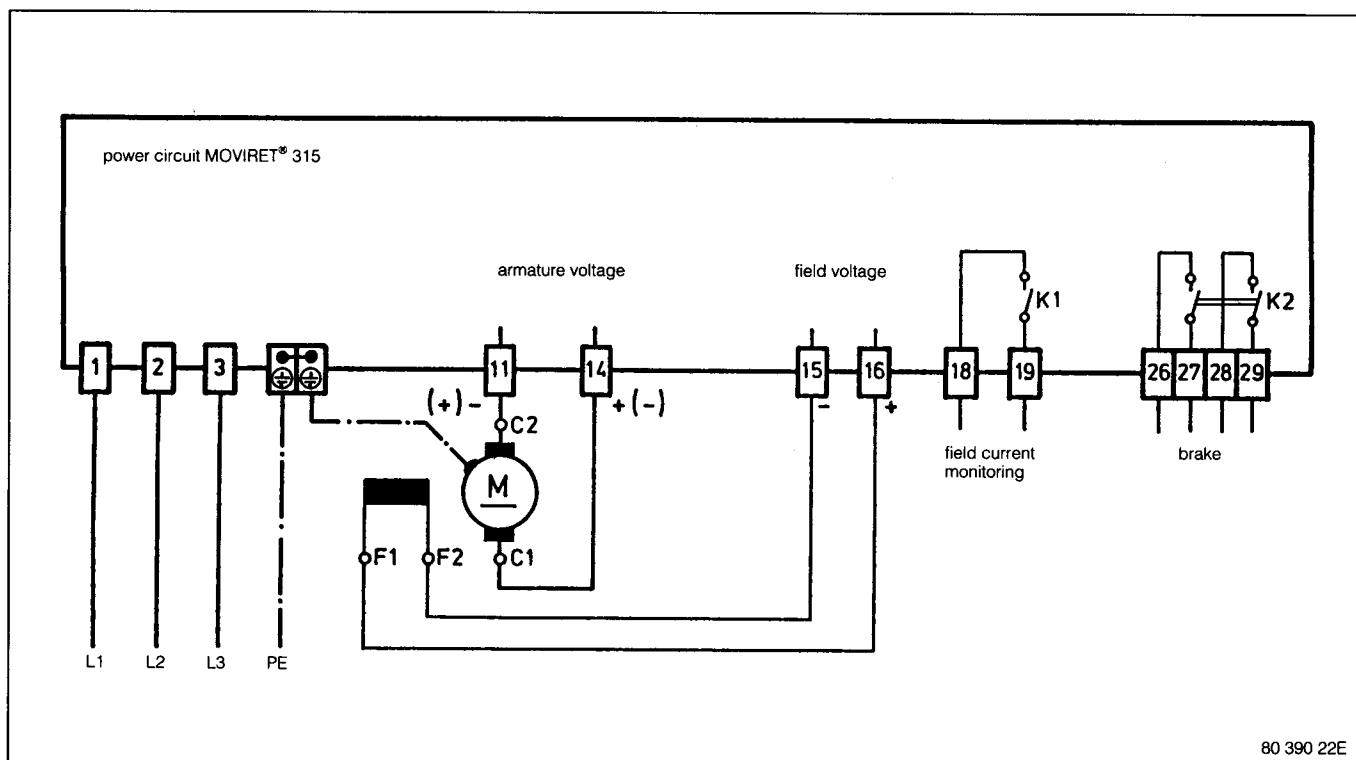 power circuit MOVIRET® 315
armature voltage
field voltage
K1
K2
1 2 3 11 14 15 16 18 19 26 27 28 29
(+) - + (-) - +
C2
field current
monitoring
brake
M
F1 F2 C1
L1 L2 L3 PE
80 390 22E